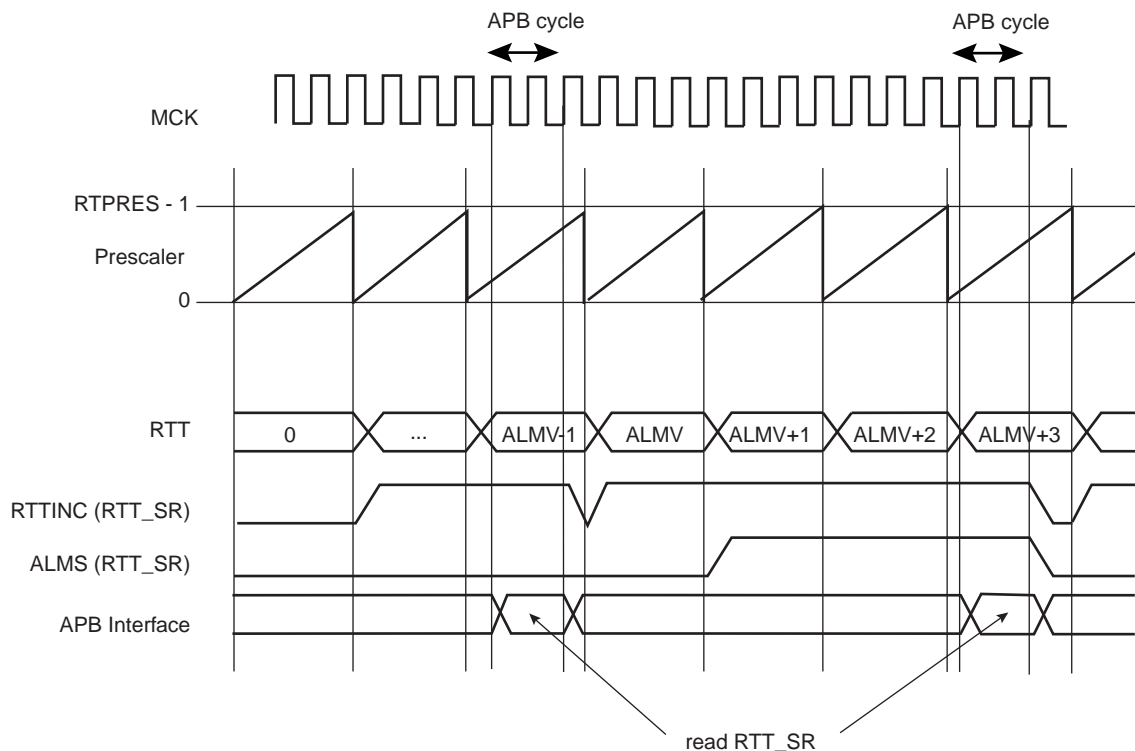 APB cycle APB cycle
MCK
RTPRES - 1
Prescaler
0
RTT 0 ... ALMV-1 ALMV ALMV+1 ALMV+2 ALMV+3
RTTINC (RTT_SR)
ALMS (RTT_SR)
APB Interface
read RTT_SR